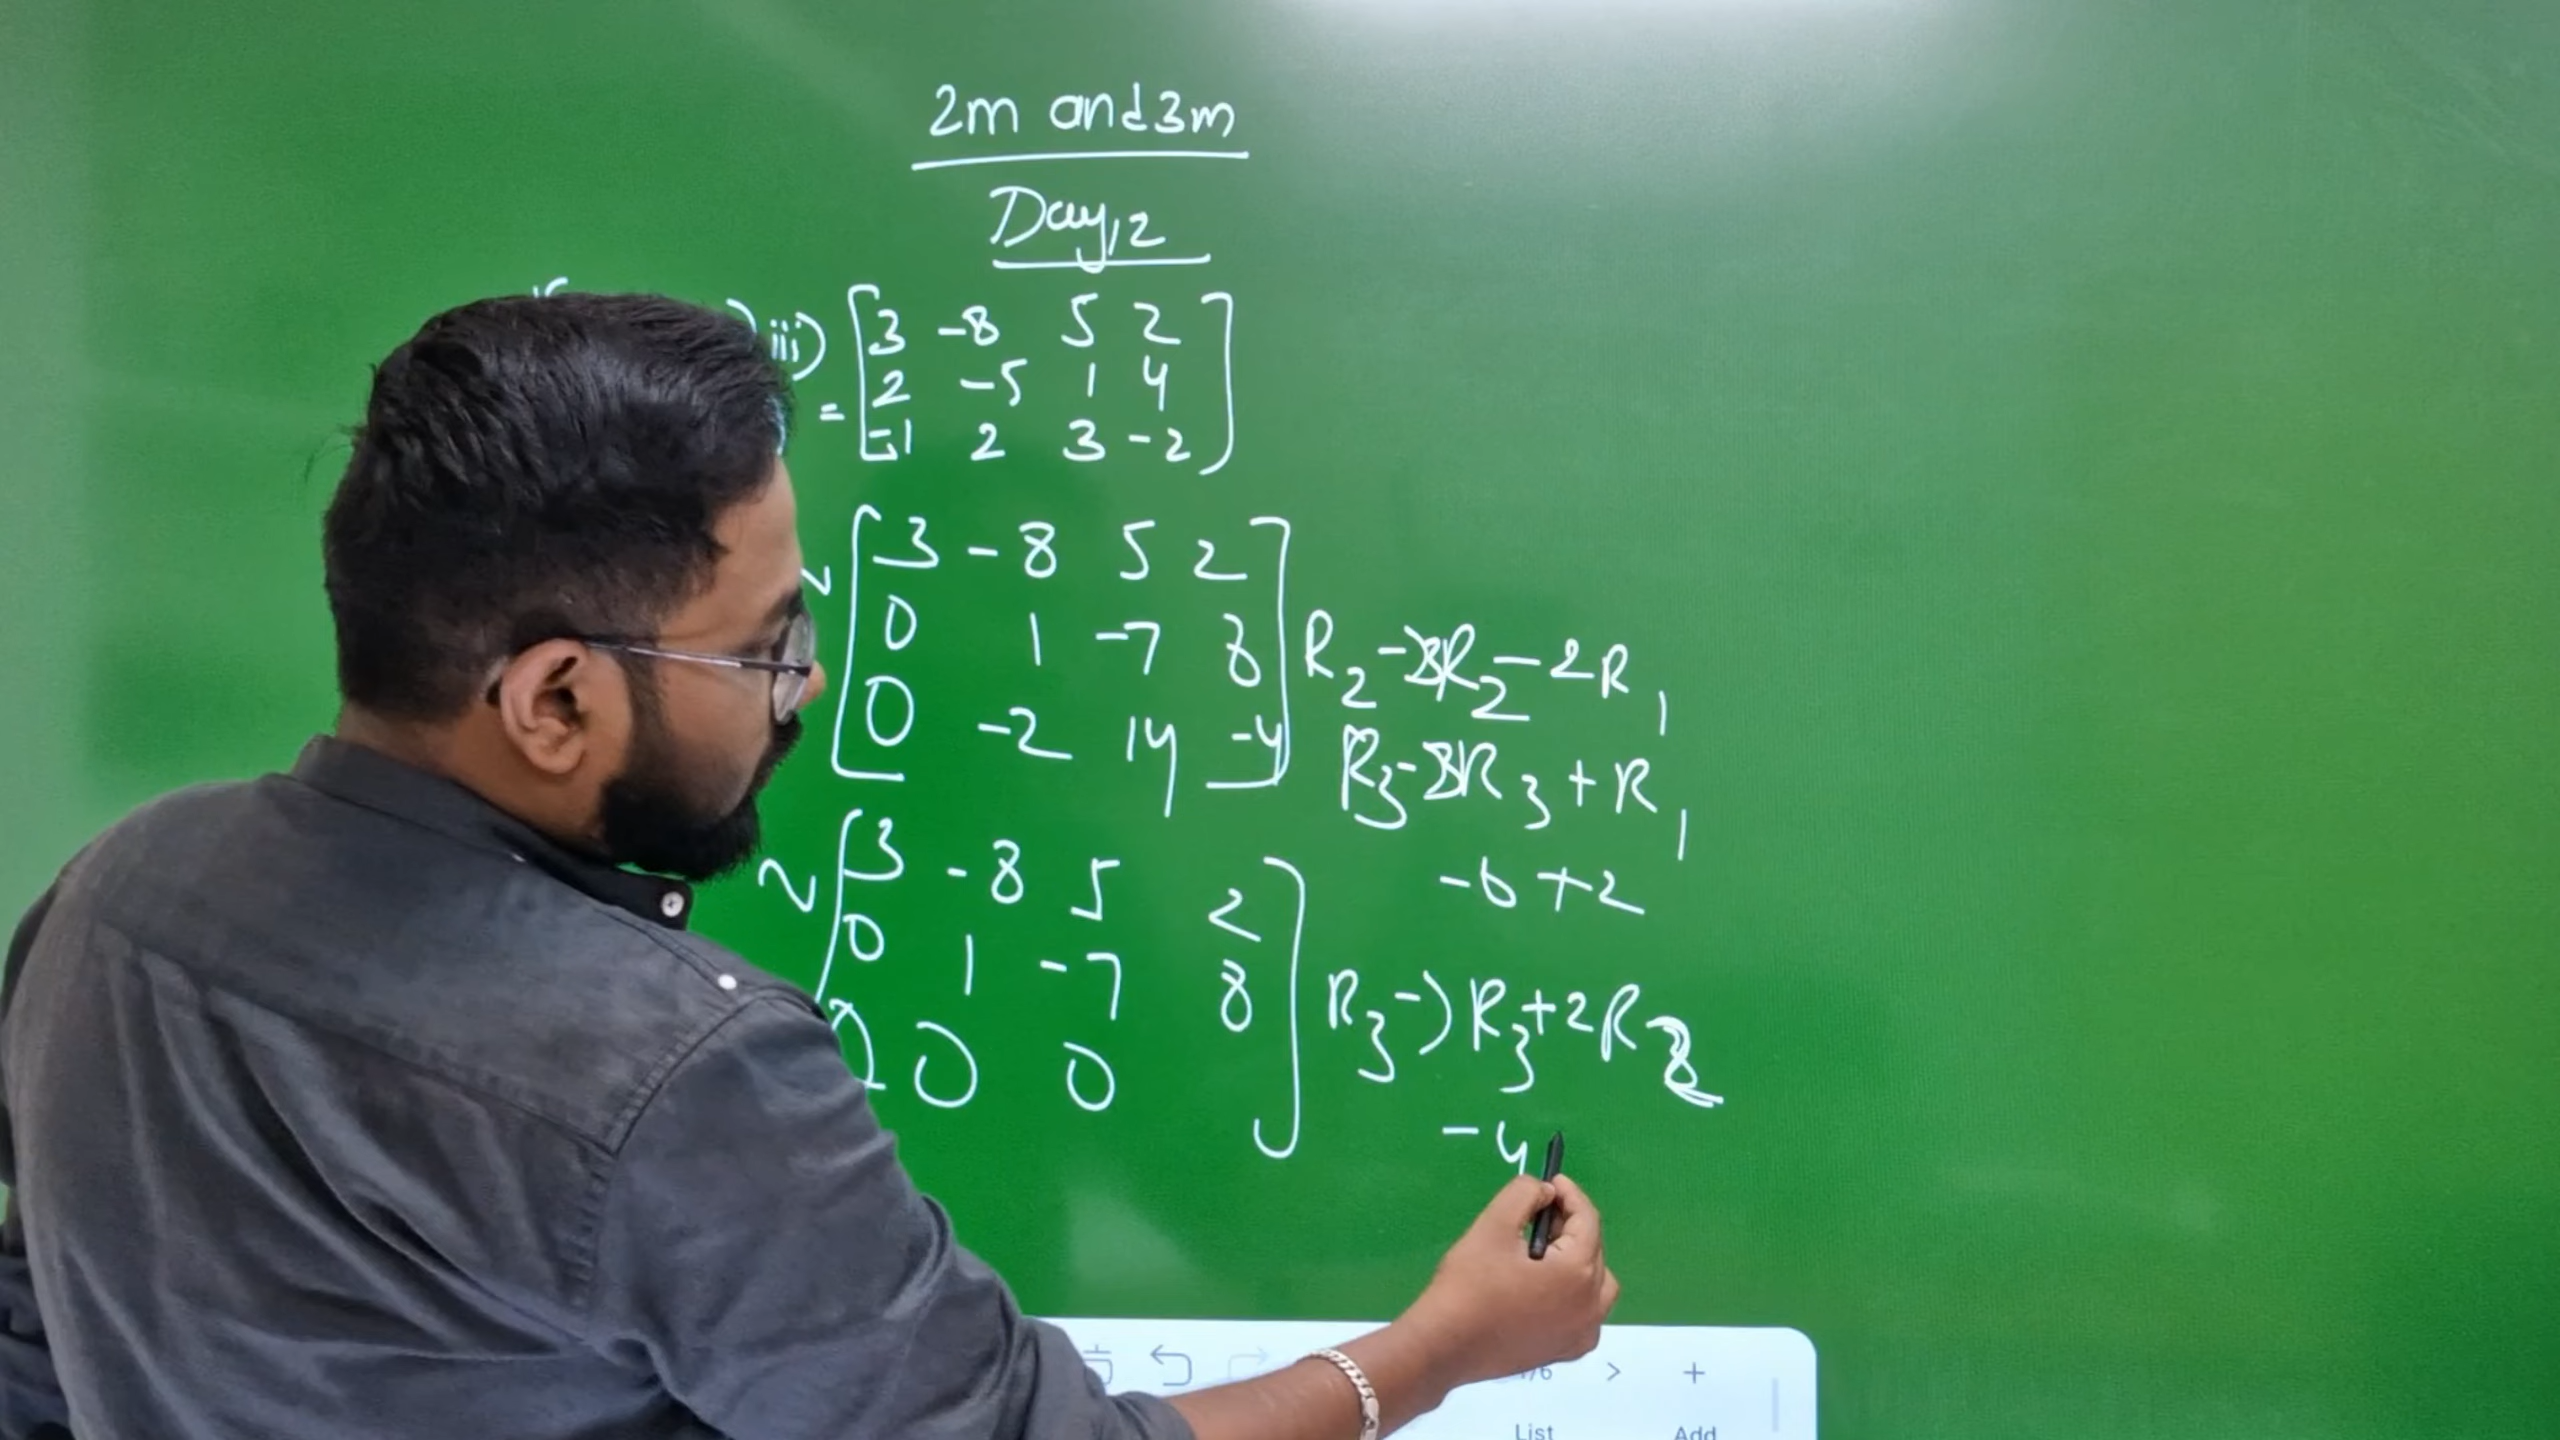 2m and 3m
Day 2
iii)
3 -8 5 2
= 2 -5 1 4
-1 2 3 -2
~ 3 -8 5 2
0 1 -7 8 R2 -> 3R2 - 2R1
0 -2 14 -4 R3 -> 3R3 + R1
-6 + 2
~ 3 -8 5 2
0 1 -7 8 R3 -> R3 + 2R2
0 0 0
-4
/6 > +
List Add